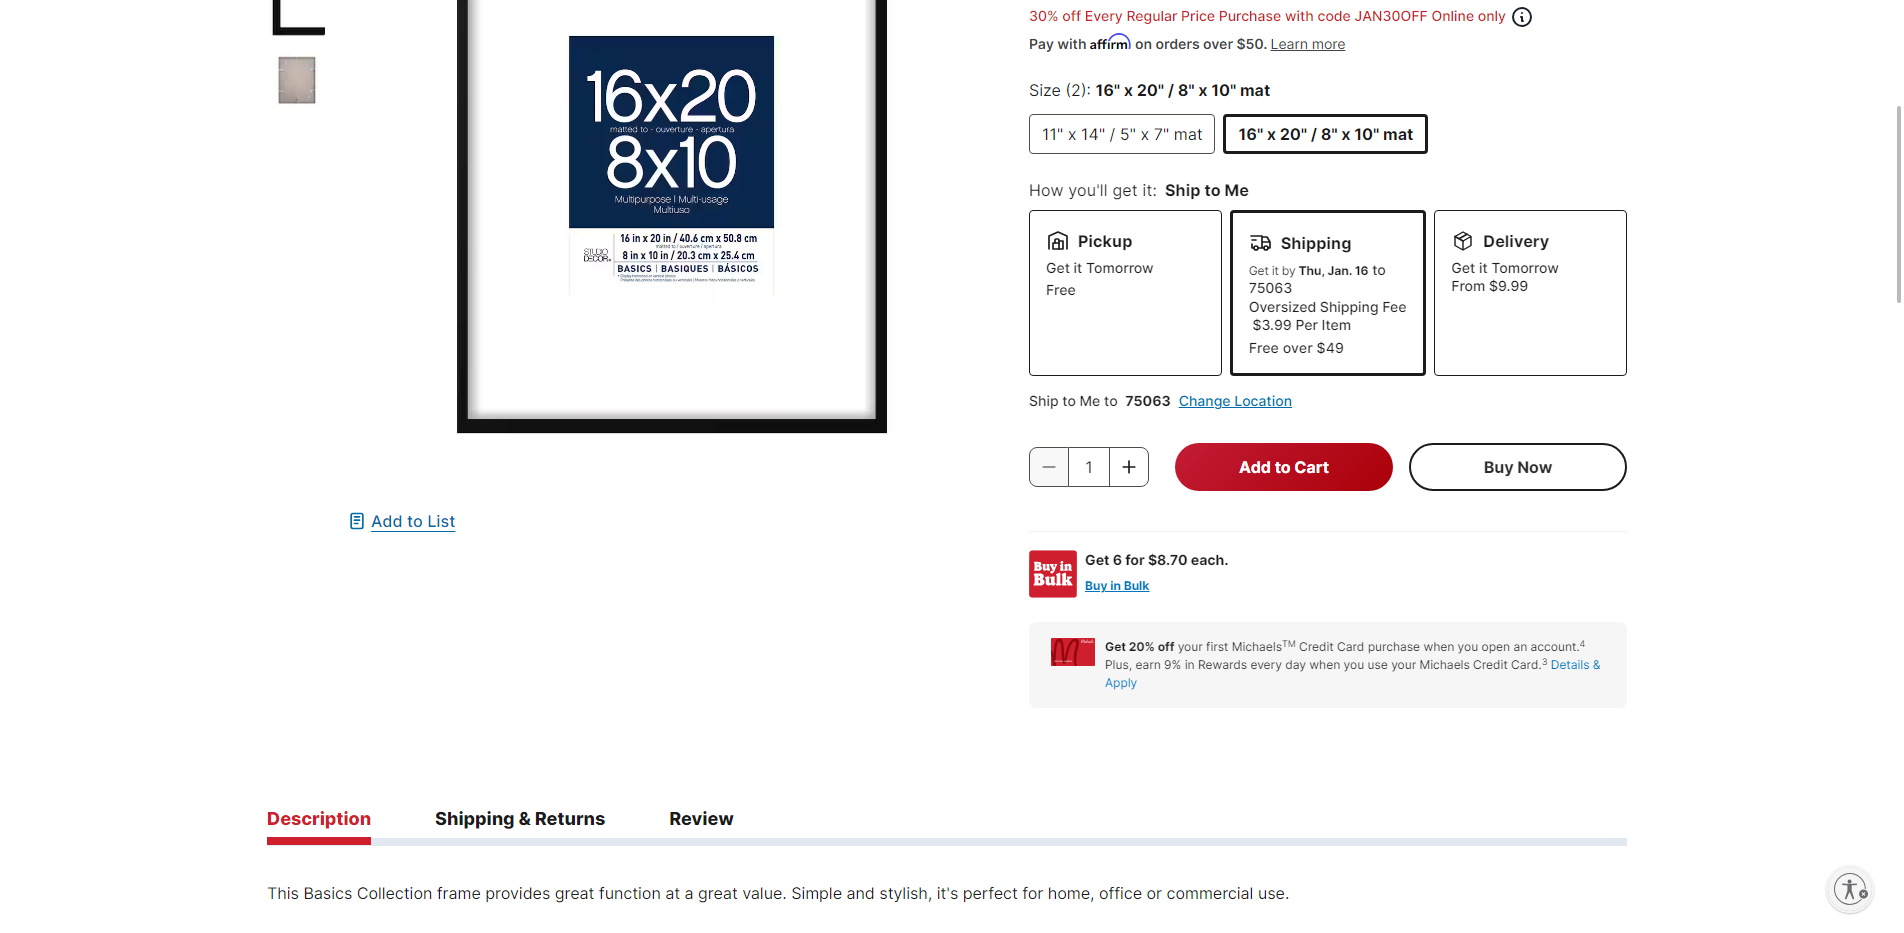 30% off Every Regular Price Purchase with code JAN30OFF Online only
Pay with affirm on orders over $50. Learn more
Size (2): 16" x 20" / 8" x 10" mat
11" x 14" / 5" x 7" mat
16" x 20" / 8" x 10" mat
How you'll get it: Ship to Me
Pickup
Get it Tomorrow
Free
Shipping
Get it by Thu, Jan. 16 to
75063
Oversized Shipping Fee
$3.99 Per Item
Free over $49
Delivery
Get it Tomorrow
From $9.99
Ship to Me to 75063 Change Location
1
Add to Cart
Buy Now
16x20
matted to - ouverture - apertura
8x10
Multipurpose | Multi-usage
Multiuso
16 in x 20 in / 40.6 cm x 50.8 cm
matted to / ouverture / apertura
8 in x 10 in / 20.3 cm x 25.4 cm
STUDIO
DECOR
BASICS | BASIQUES | BÁSICOS
Add to List
Buy in
Bulk
Get 6 for $8.70 each.
Buy in Bulk
Get 20% off your first Michaels™ Credit Card purchase when you open an account.4
Plus, earn 9% in Rewards every day when you use your Michaels Credit Card.3 Details &
Apply
Description
Shipping & Returns
Review
This Basics Collection frame provides great function at a great value. Simple and stylish, it's perfect for home, office or commercial use.